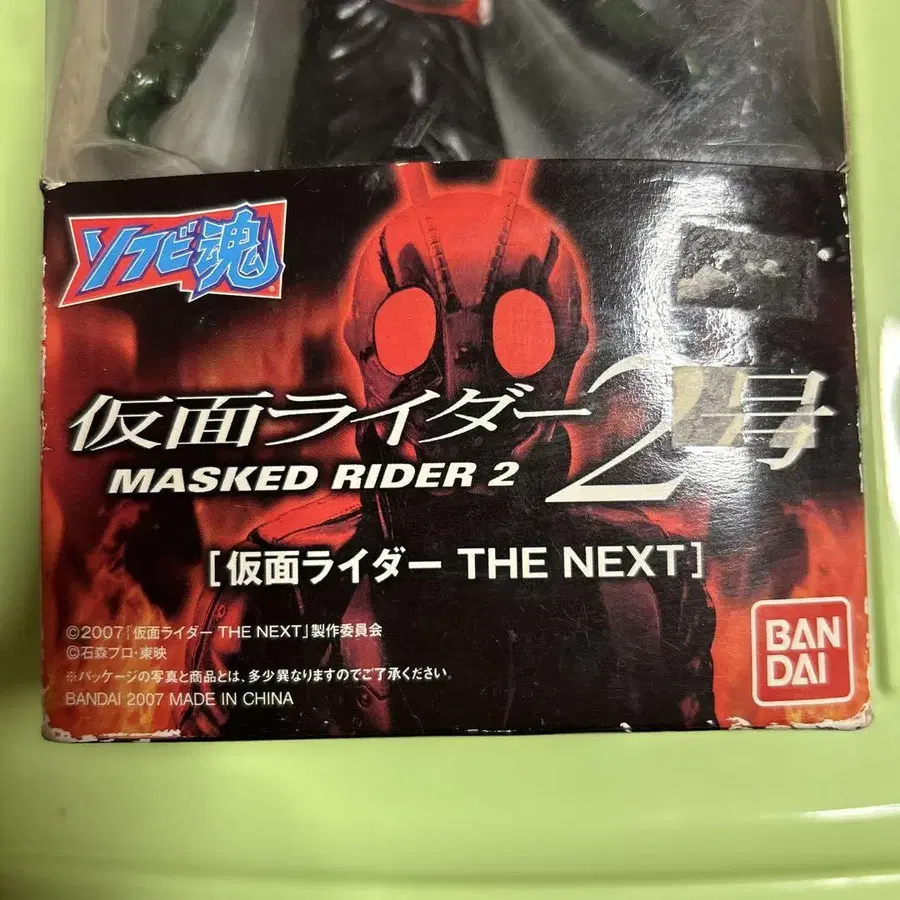 ソフビ魂
仮面ライダー2号
MASKED RIDER 2
[仮面ライダー THE NEXT]
©2007「仮面ライダー THE NEXT」製作委員会
©石森プロ・東映
※パッケージの写真と商品とは、多少異なりますのでご了承ください。
BANDAI 2007 MADE IN CHINA
BAN
DAI